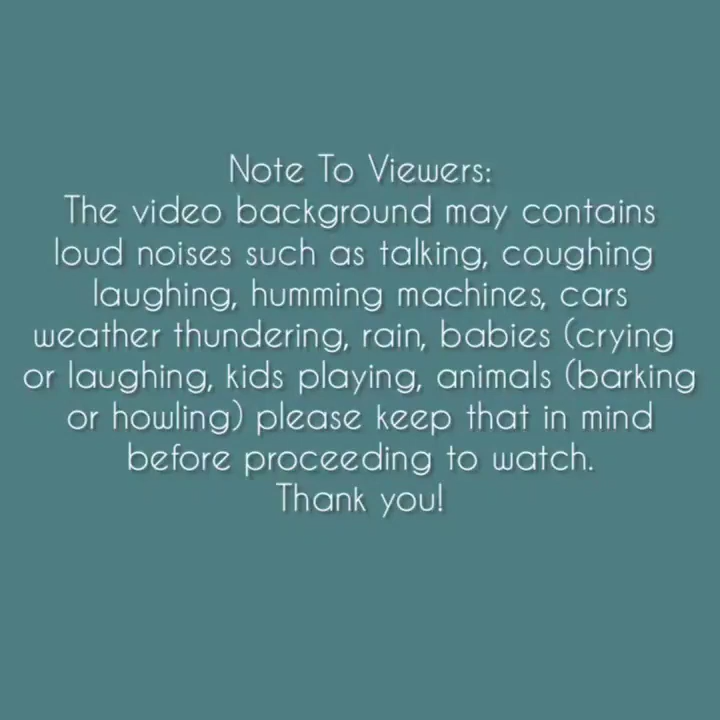 Note To Viewers:
The video background may contains
loud noises such as talking, coughing
laughing, humming machines, cars
weather thundering, rain, babies (crying
or laughing, kids playing, animals (barking
or howling) please keep that in mind
before proceeding to watch.
Thank you!